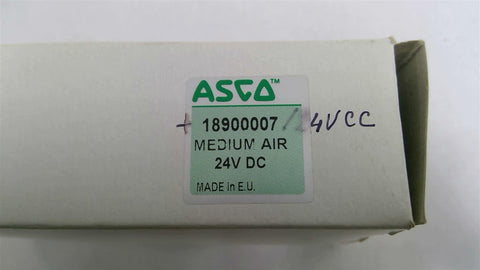 ASCO™
+ 18900007 /24VCC
MEDIUM AIR
24V DC
MADE in E.U.